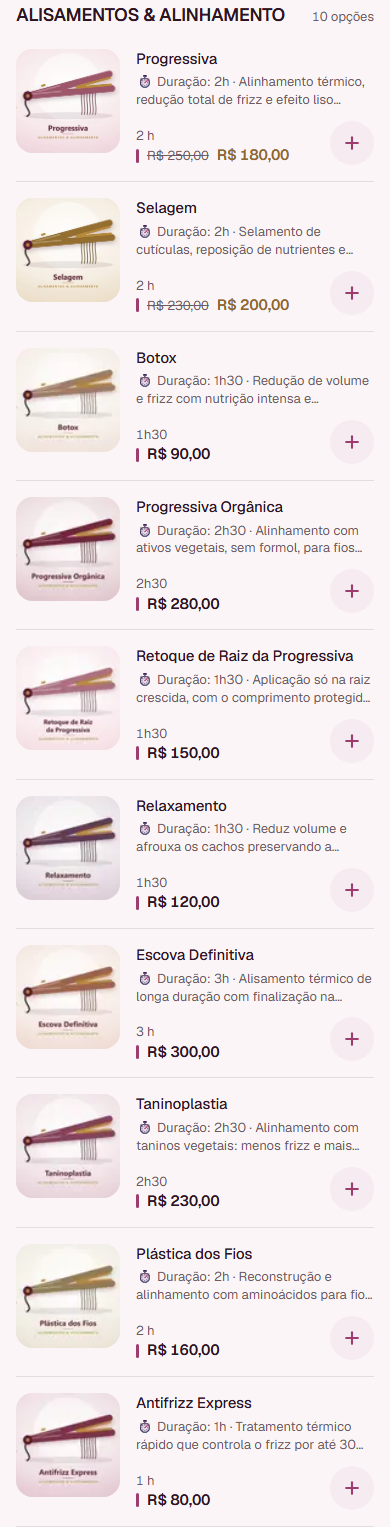 ALISAMENTOS & ALINHAMENTO
10 opções
Progressiva
Progressiva
Duração: 2h · Alinhamento térmico,
redução total de frizz e efeito liso…
2 h
R$ 250,00 R$ 180,00
Selagem
Selagem
Duração: 2h · Selamento de
cutículas, reposição de nutrientes e…
2 h
R$ 230,00 R$ 200,00
Botox
Botox
Duração: 1h30 · Redução de volume
e frizz com nutrição intensa e…
1h30
R$ 90,00
Progressiva Orgânica
Progressiva Orgânica
Duração: 2h30 · Alinhamento com
ativos vegetais, sem formol, para fios…
2h30
R$ 280,00
Retoque de Raiz
da Progressiva
Retoque de Raiz da Progressiva
Duração: 1h30 · Aplicação só na raiz
crescida, com o comprimento protegid…
1h30
R$ 150,00
Relaxamento
Relaxamento
Duração: 1h30 · Reduz volume e
afrouxa os cachos preservando a…
1h30
R$ 120,00
Escova Definitiva
Escova Definitiva
Duração: 3h · Alisamento térmico de
longa duração com finalização na…
3 h
R$ 300,00
Taninoplastia
Taninoplastia
Duração: 2h30 · Alinhamento com
taninos vegetais: menos frizz e mais…
2h30
R$ 230,00
Plástica dos Fios
Plástica dos Fios
Duração: 2h · Reconstrução e
alinhamento com aminoácidos para fio…
2 h
R$ 160,00
Antifrizz Express
Antifrizz Express
Duração: 1h · Tratamento térmico
rápido que controla o frizz por até 30…
1 h
R$ 80,00